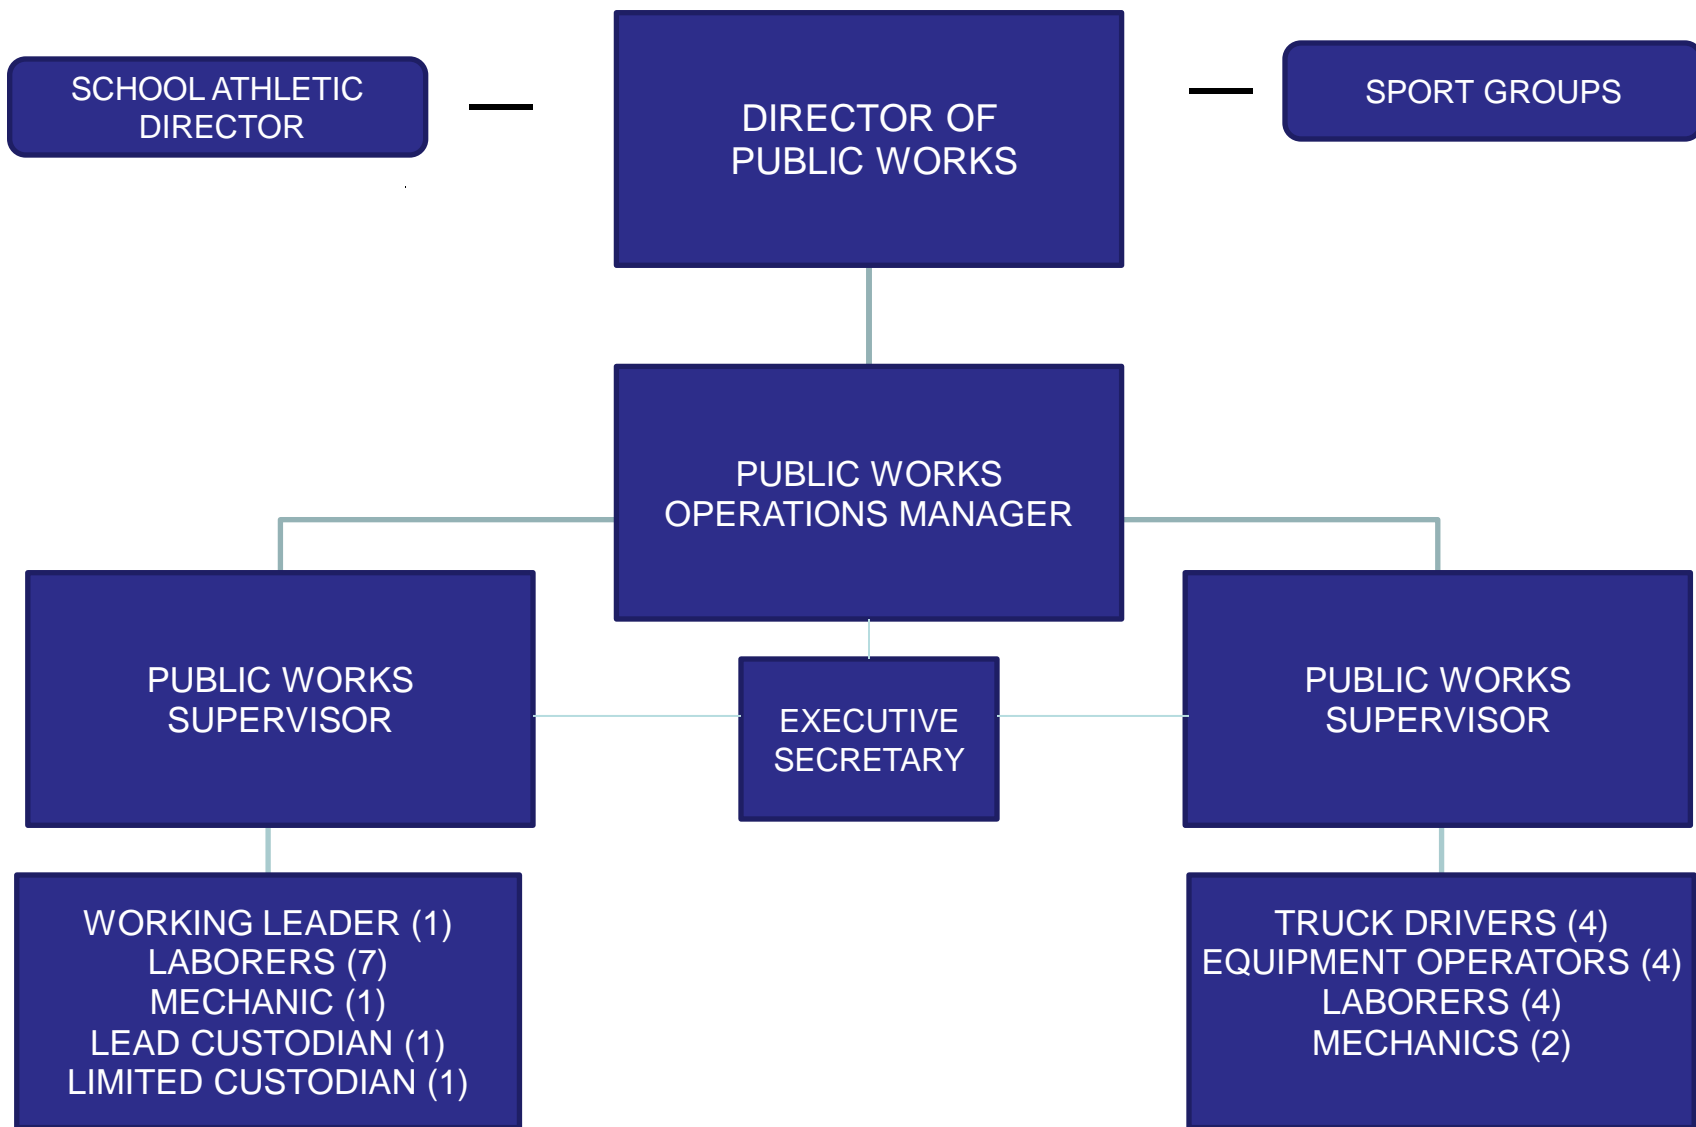 SCHOOL ATHLETIC
DIRECTOR
DIRECTOR OF
PUBLIC WORKS
SPORT GROUPS
PUBLIC WORKS
OPERATIONS MANAGER
PUBLIC WORKS
SUPERVISOR
EXECUTIVE
SECRETARY
PUBLIC WORKS
SUPERVISOR
WORKING LEADER (1)
LABORERS (7)
MECHANIC (1)
LEAD CUSTODIAN (1)
LIMITED CUSTODIAN (1)
TRUCK DRIVERS (4)
EQUIPMENT OPERATORS (4)
LABORERS (4)
MECHANICS (2)